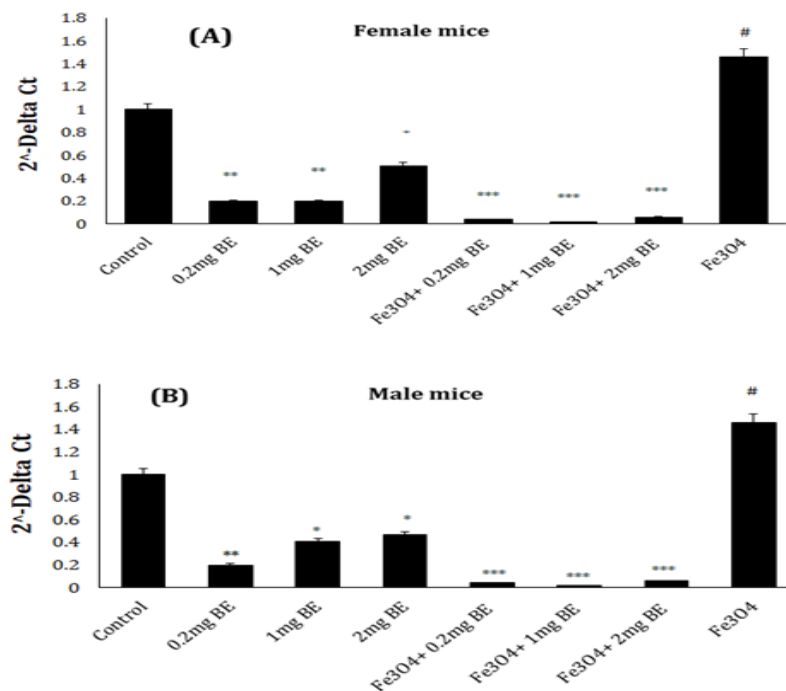 (A) Female mice
#
1.8
1.6
1.4
1.2
1
0.8
0.6
0.4
0.2
0
2^-Delta Ct
** ** * *** *** ***
Control 0.2mg BE 1mg BE 2mg BE Fe3O4+ 0.2mg BE Fe3O4+ 1mg BE Fe3O4+ 2mg BE Fe3O4
(B) Male mice
#
1.8
1.6
1.4
1.2
1
0.8
0.6
0.4
0.2
0
2^-Delta Ct
** * * *** *** ***
Control 0.2mg BE 1mg BE 2mg BE Fe3O4+ 0.2mg BE Fe3O4+ 1mg BE Fe3O4+ 2mg BE Fe3O4